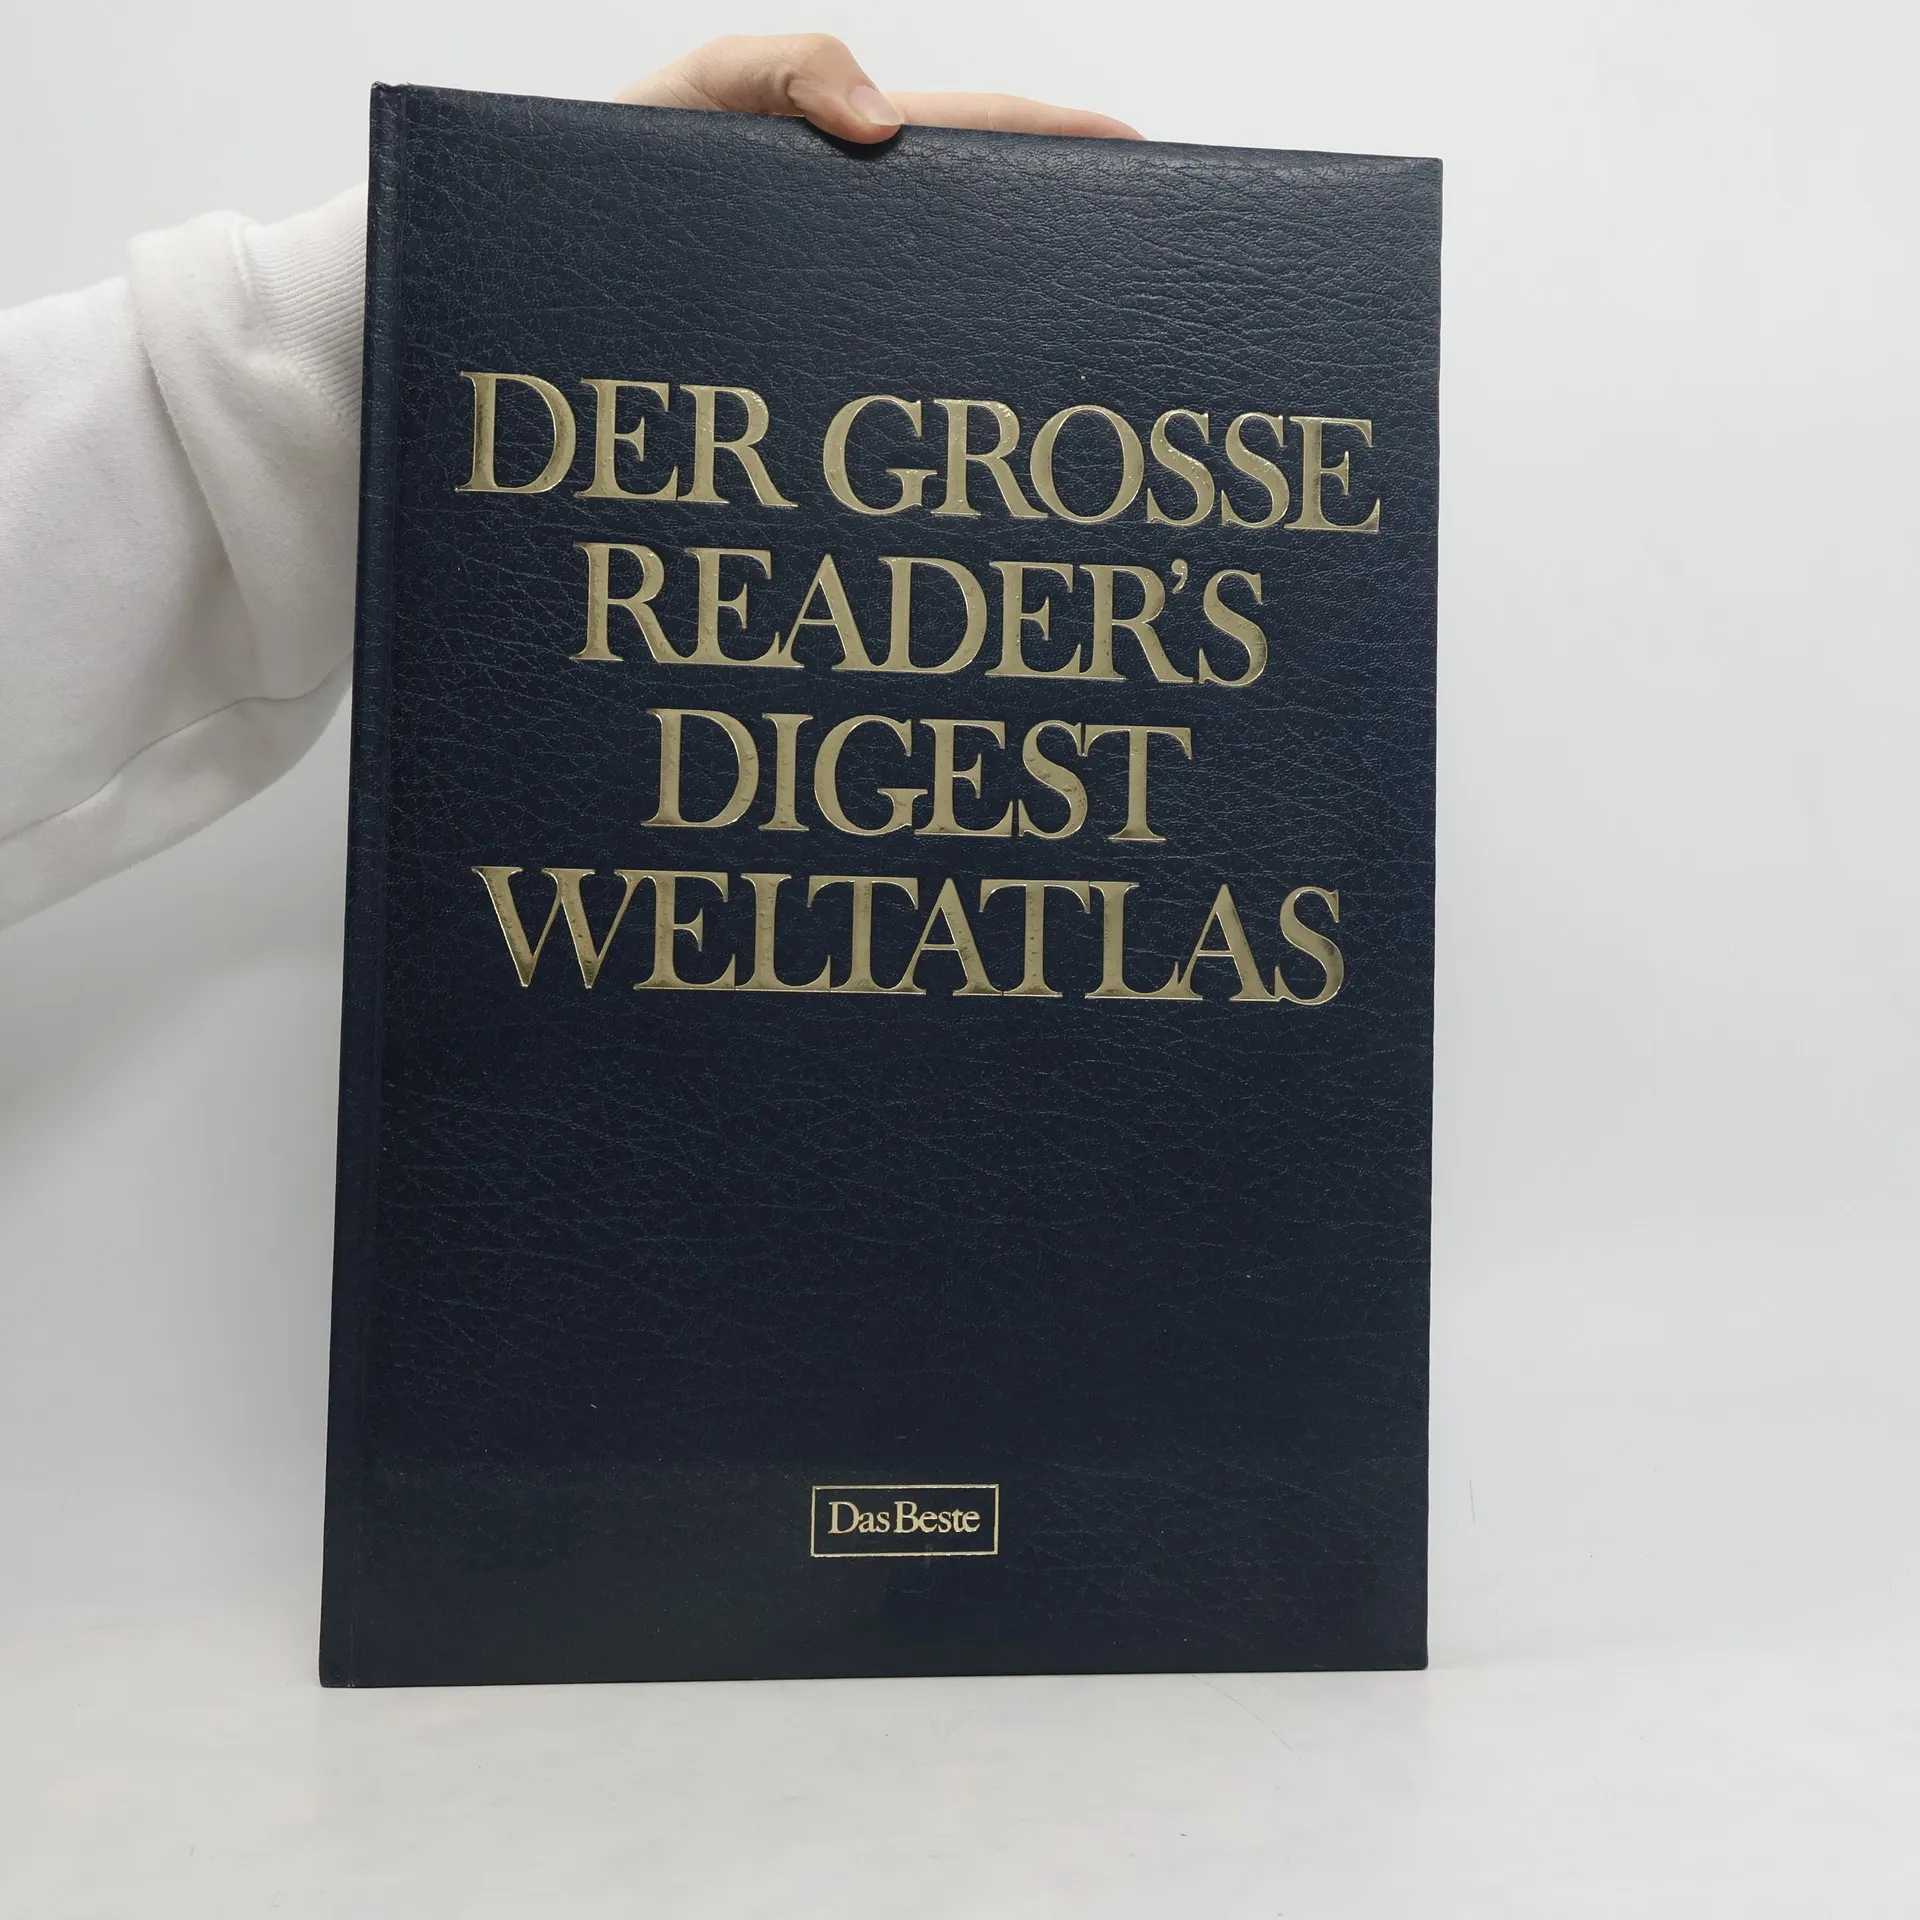 DER GROSSE
READER'S
DIGEST
WELTATLAS
Das Beste